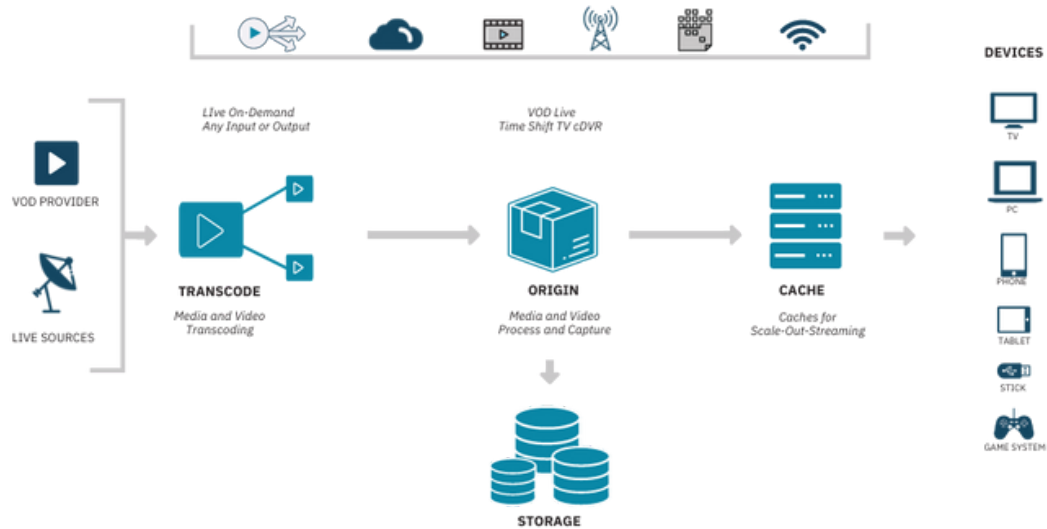 DEVICES
LIve On-Demand
Any Input or Output
VOD Live
Time Shift TV cDVR
VOD PROVIDER
LIVE SOURCES
TRANSCODE
Media and Video
Transcoding
ORIGIN
Media and Video
Process and Capture
CACHE
Caches for
Scale-Out-Streaming
STORAGE
TV
PC
PHONE
TABLET
STICK
GAME SYSTEM